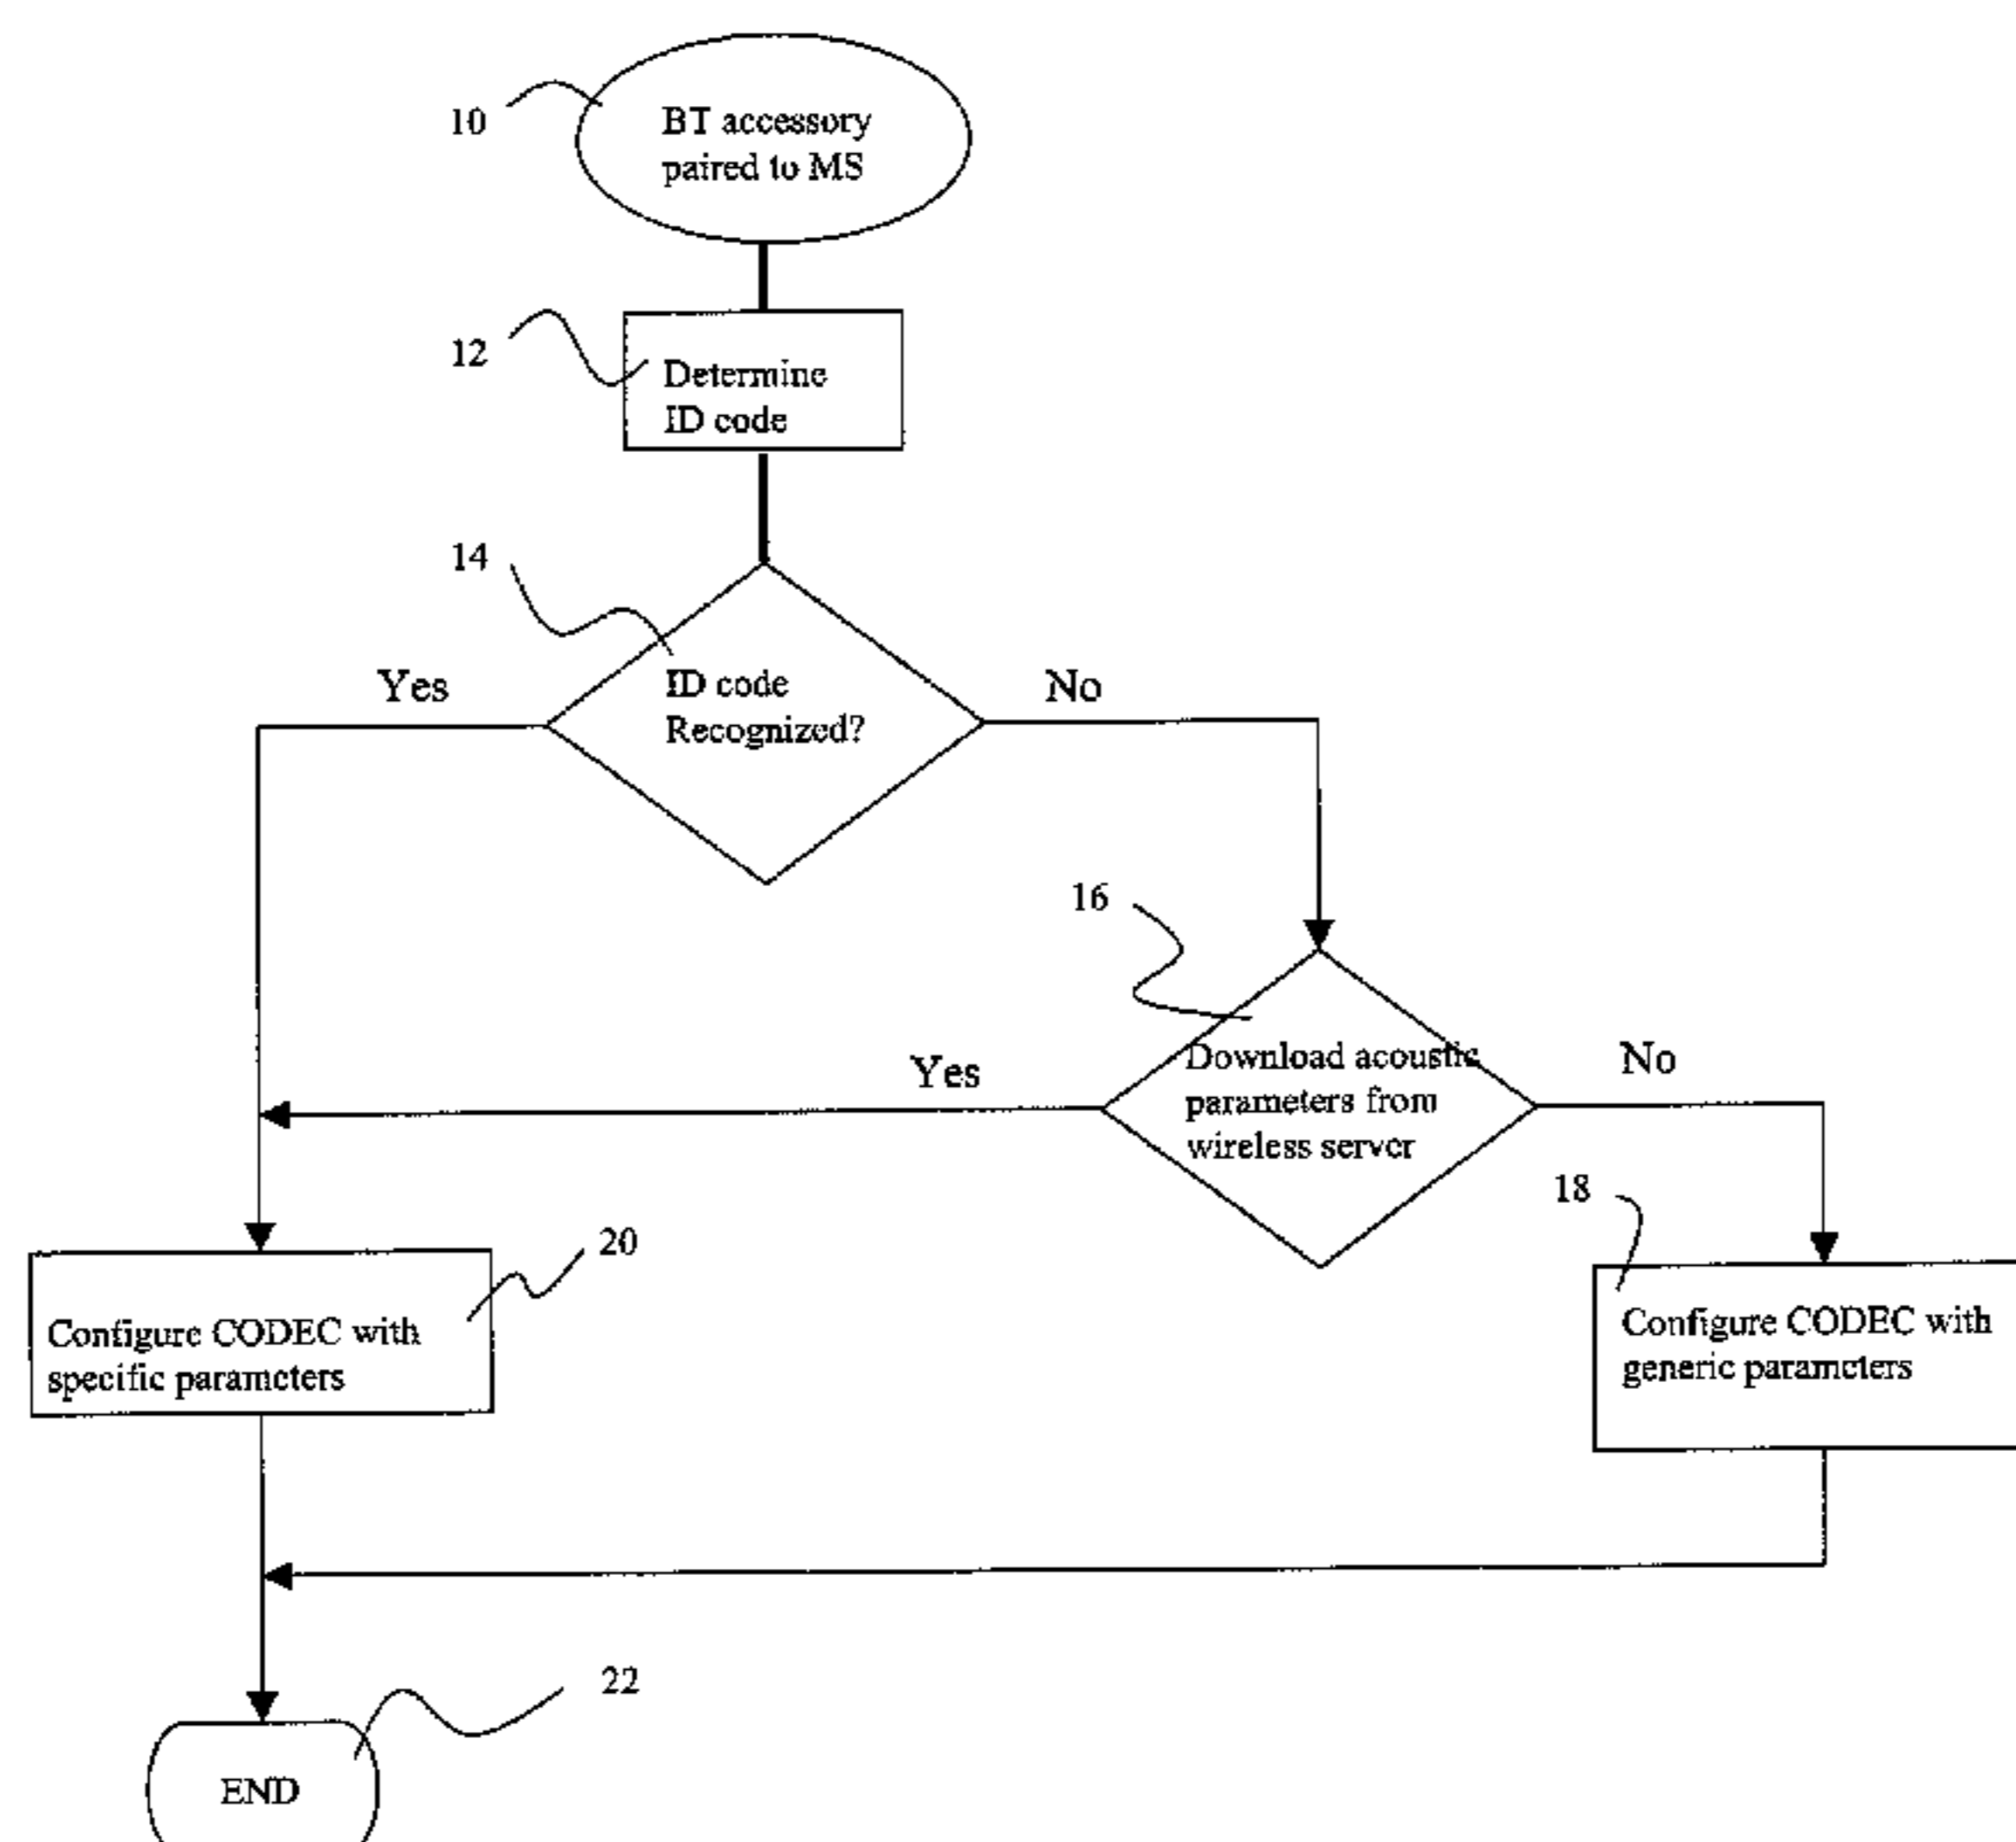 10
BT accessory
paired to MS
12
Determine
ID code
14
ID code
Recognized?
Yes
No
16
Download acoustic
parameters from
wireless server
Yes
No
18
Configure CODEC with
generic parameters
20
Configure CODEC with
specific parameters
22
END